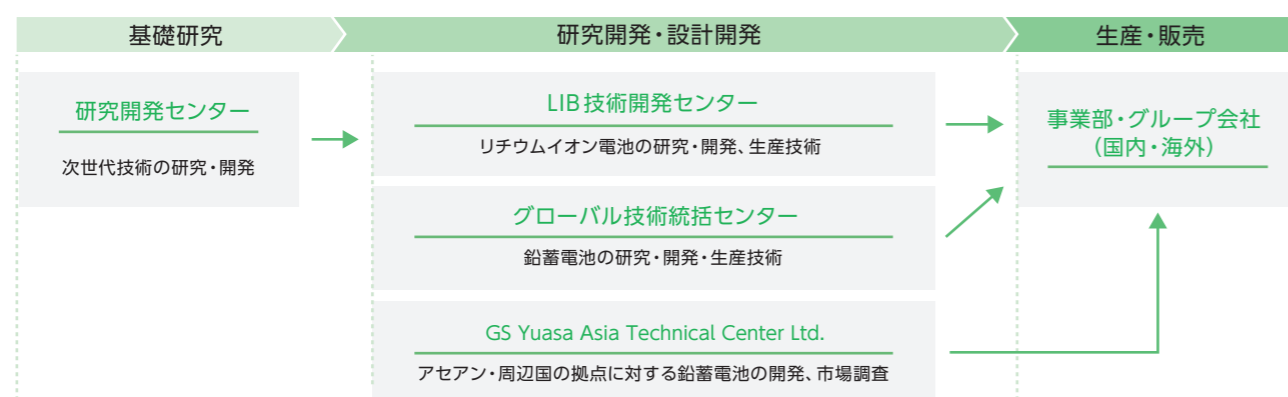 基礎研究
研究開発・設計開発
生産・販売
研究開発センター
次世代技術の研究・開発
LIB技術開発センター
リチウムイオン電池の研究・開発、生産技術
グローバル技術統括センター
鉛蓄電池の研究・開発・生産技術
GS Yuasa Asia Technical Center Ltd.
アセアン・周辺国の拠点に対する鉛蓄電池の開発、市場調査
事業部・グループ会社
（国内・海外）